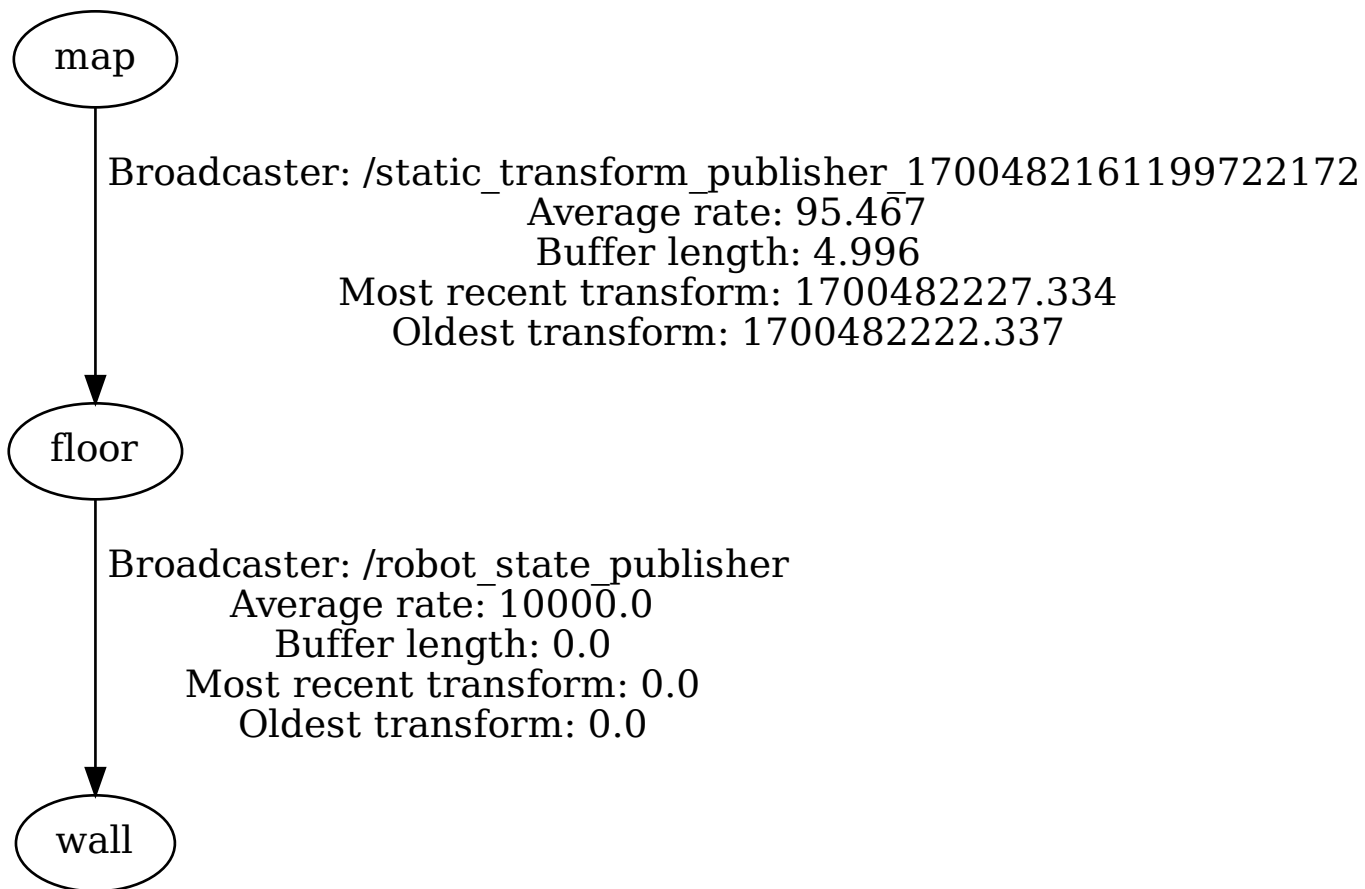 map
Broadcaster: /static_transform_publisher_1700482161199722172
Average rate: 95.467
Buffer length: 4.996
Most recent transform: 1700482227.334
Oldest transform: 1700482222.337
floor
Broadcaster: /robot_state_publisher
Average rate: 10000.0
Buffer length: 0.0
Most recent transform: 0.0
Oldest transform: 0.0
wall